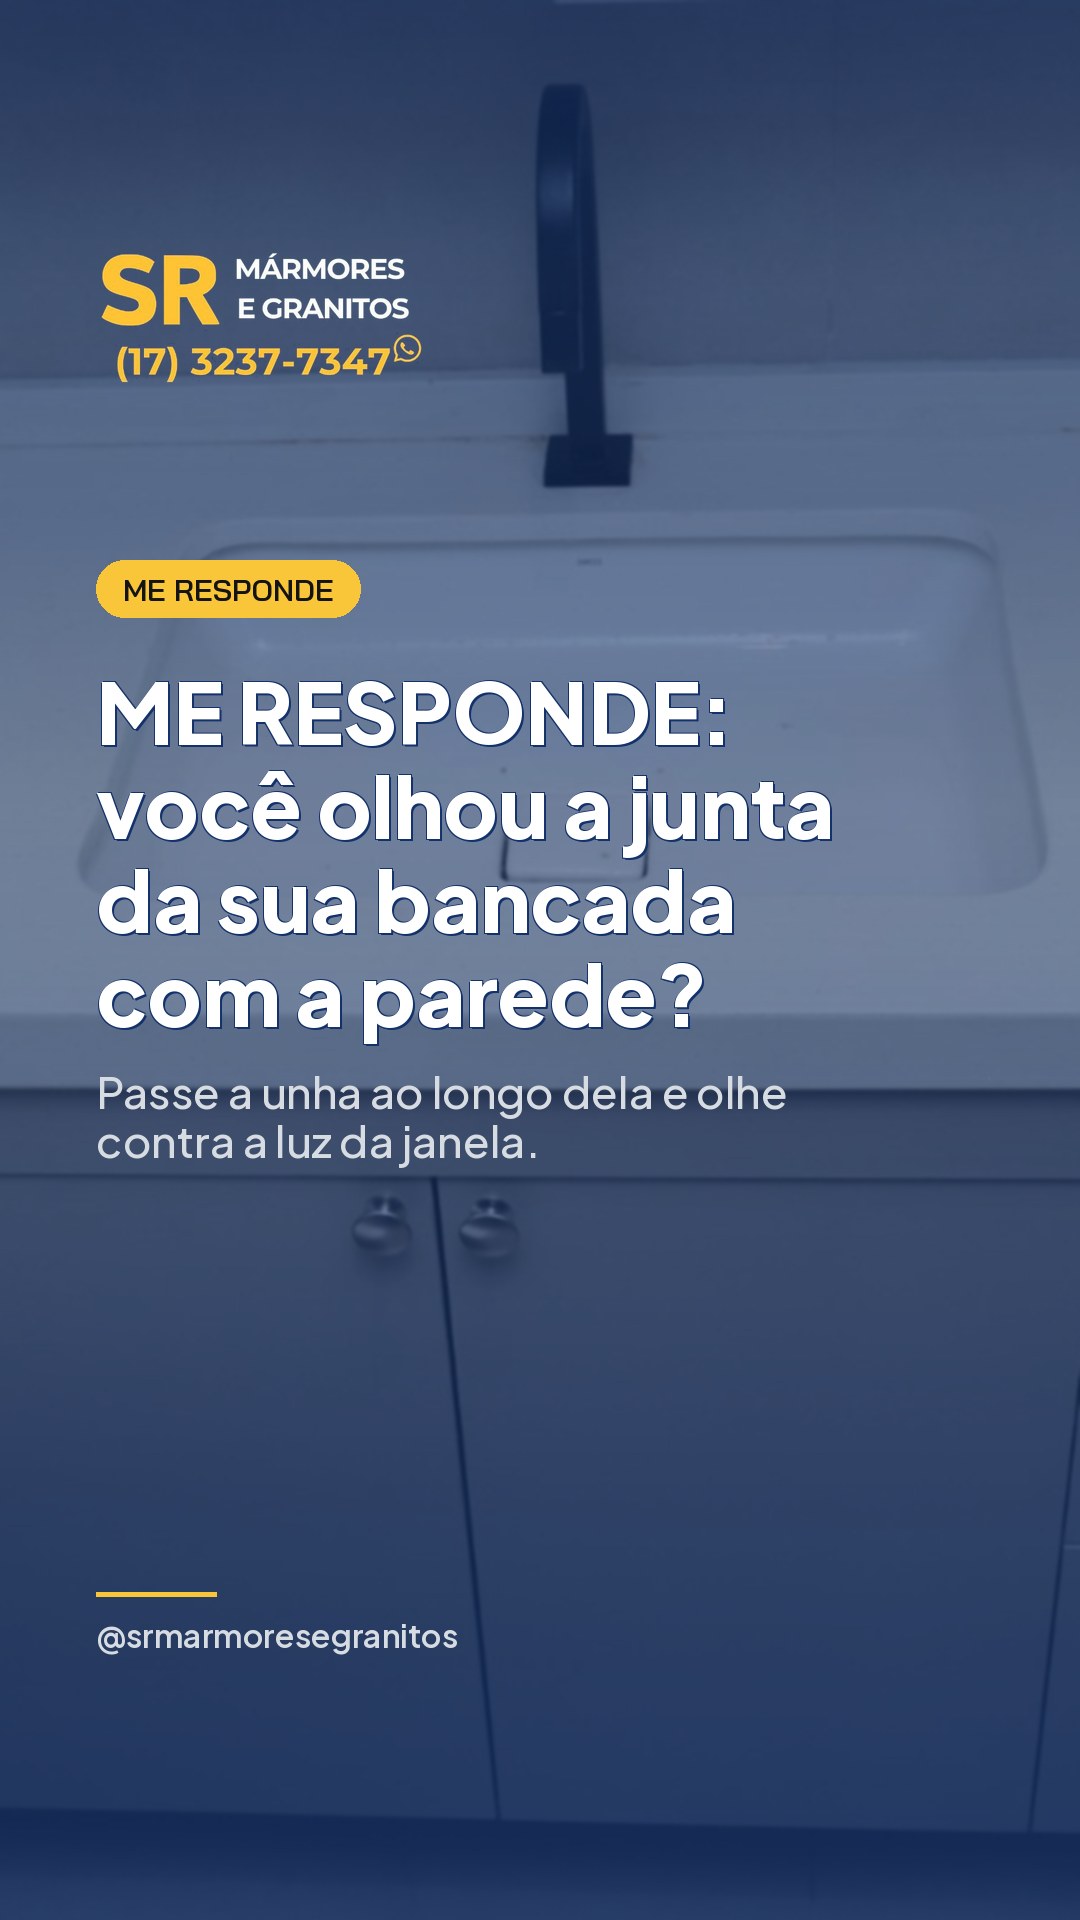 SR MÁRMORES
E GRANITOS
(17) 3237-7347
ME RESPONDE
ME RESPONDE:
você olhou a junta
da sua bancada
com a parede?
Passe a unha ao longo dela e olhe
contra a luz da janela.
@srmarmoresegranitos